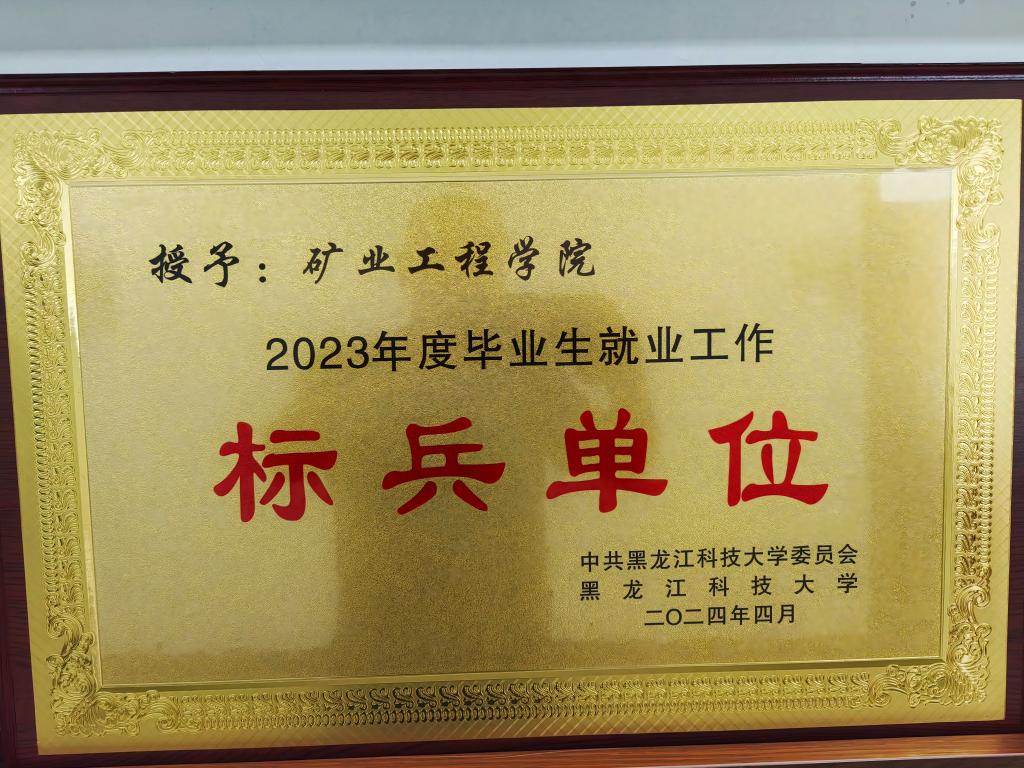 授予：矿业工程学院
2023年度毕业生就业工作
标兵单位
中共黑龙江科技大学委员会
黑龙江科技大学
二〇二四年四月